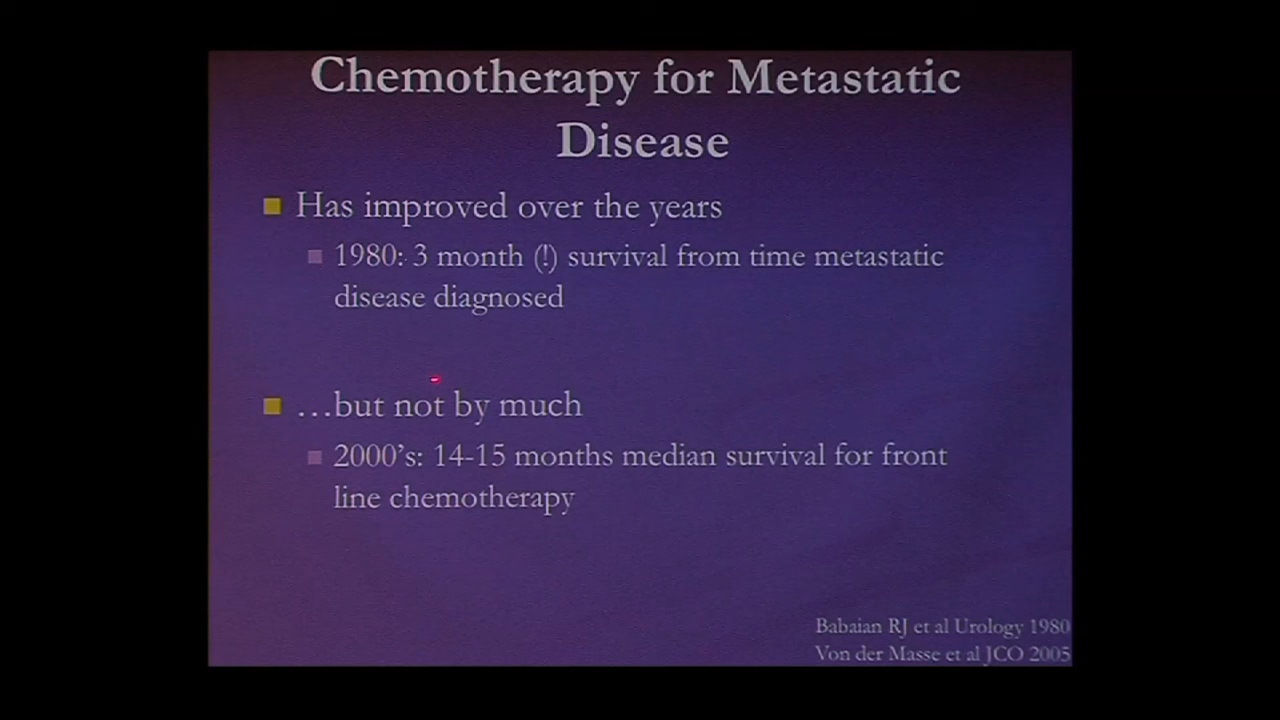 Chemotherapy for Metastatic
Disease
Has improved over the years
1980: 3 month (!) survival from time metastatic
disease diagnosed
…but not by much
2000’s: 14-15 months median survival for front
line chemotherapy
Babaian RJ et al Urology 1980
Von der Masse et al JCO 2005